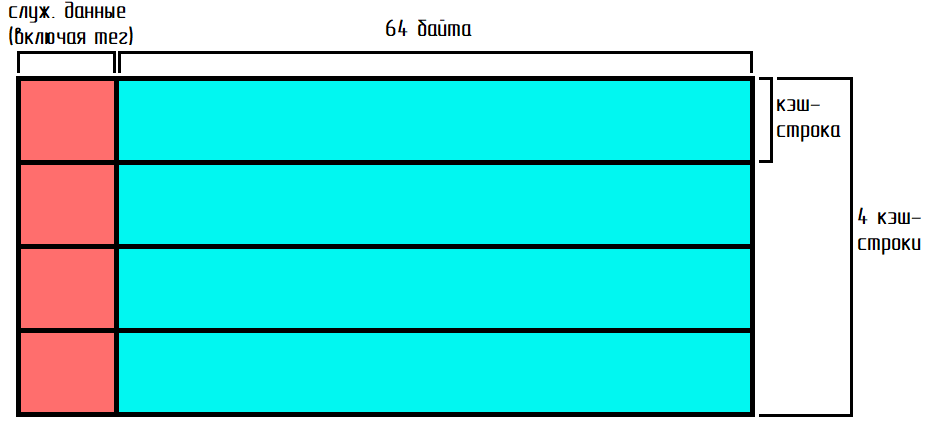 служ. данные
(включая тег)
64 байта
кэш-
строка
4 кэш-
строки